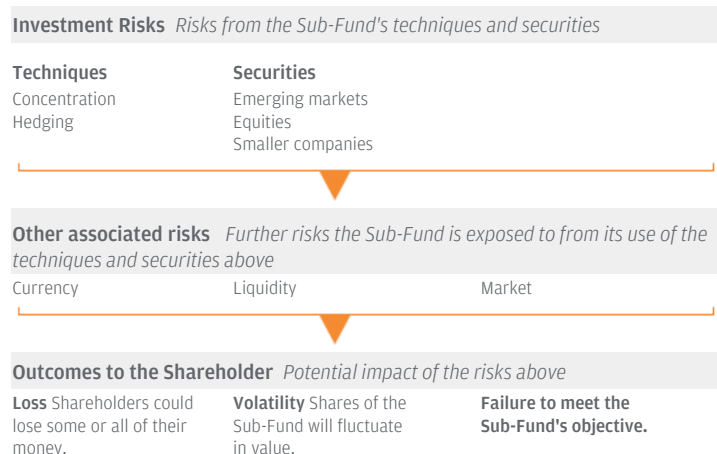 Investment Risks Risks from the Sub-Fund's techniques and securities
Techniques
Concentration
Hedging
Securities
Emerging markets
Equities
Smaller companies
Other associated risks Further risks the Sub-Fund is exposed to from its use of the
techniques and securities above
Currency Liquidity Market
Outcomes to the Shareholder Potential impact of the risks above
Loss Shareholders could
lose some or all of their
money.
Volatility Shares of the
Sub-Fund will fluctuate
in value.
Failure to meet the
Sub-Fund's objective.